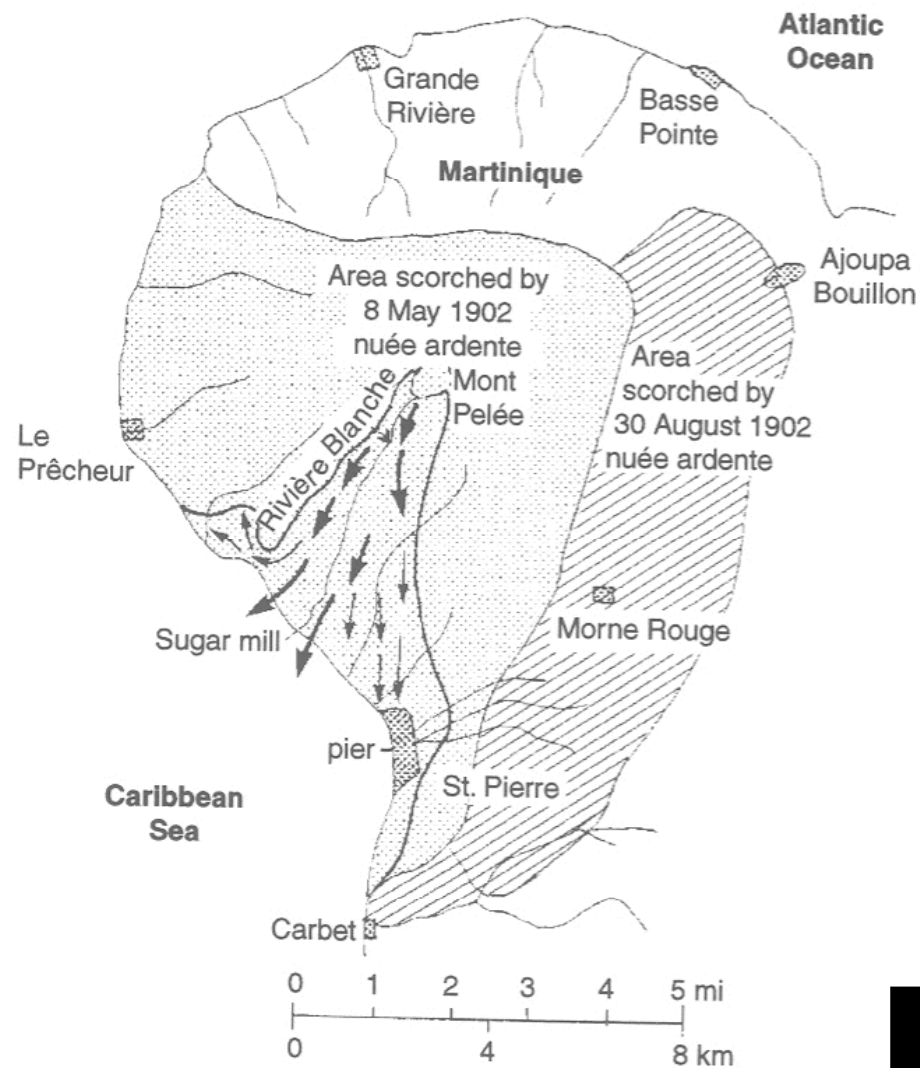 Atlantic
Ocean
Grande
Rivière
Basse
Pointe
Martinique
Area scorched by
8 May 1902
nuée ardente
Mont
Pelée
Ajoupa
Bouillon
Area
scorched by
30 August 1902
nuée ardente
Le
Prêcheur
Rivière Blanche
Sugar mill
Morne Rouge
pier
St. Pierre
Caribbean
Sea
Carbet
0 1 2 3 4 5 mi
0 4 8 km